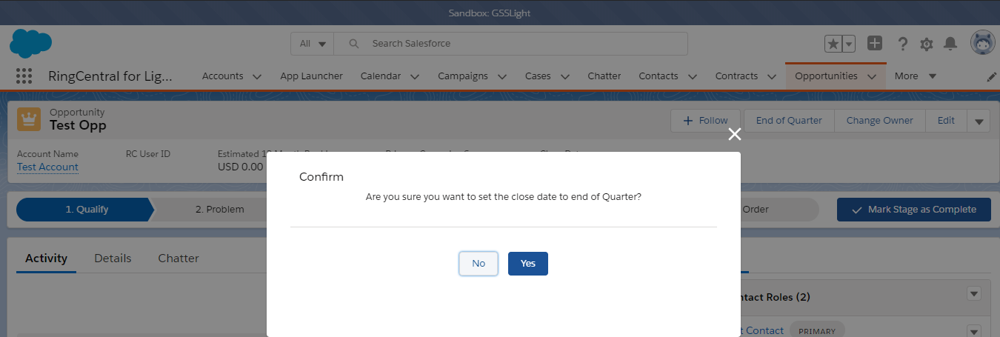 Sandbox: GSSLight
All
Search Salesforce
RingCentral for Lig...
Accounts
App Launcher
Calendar
Campaigns
Cases
Chatter
Contacts
Contracts
Opportunities
More
Opportunity
Test Opp
Follow
End of Quarter
Change Owner
Edit
Account Name
RC User ID
Estimated
Test Account
USD 0.00
Confirm
Are you sure you want to set the close date to end of Quarter?
1. Qualify
2. Problem
Order
Mark Stage as Complete
No
Yes
Activity
Details
Chatter
Roles (2)
Contact
PRIMARY